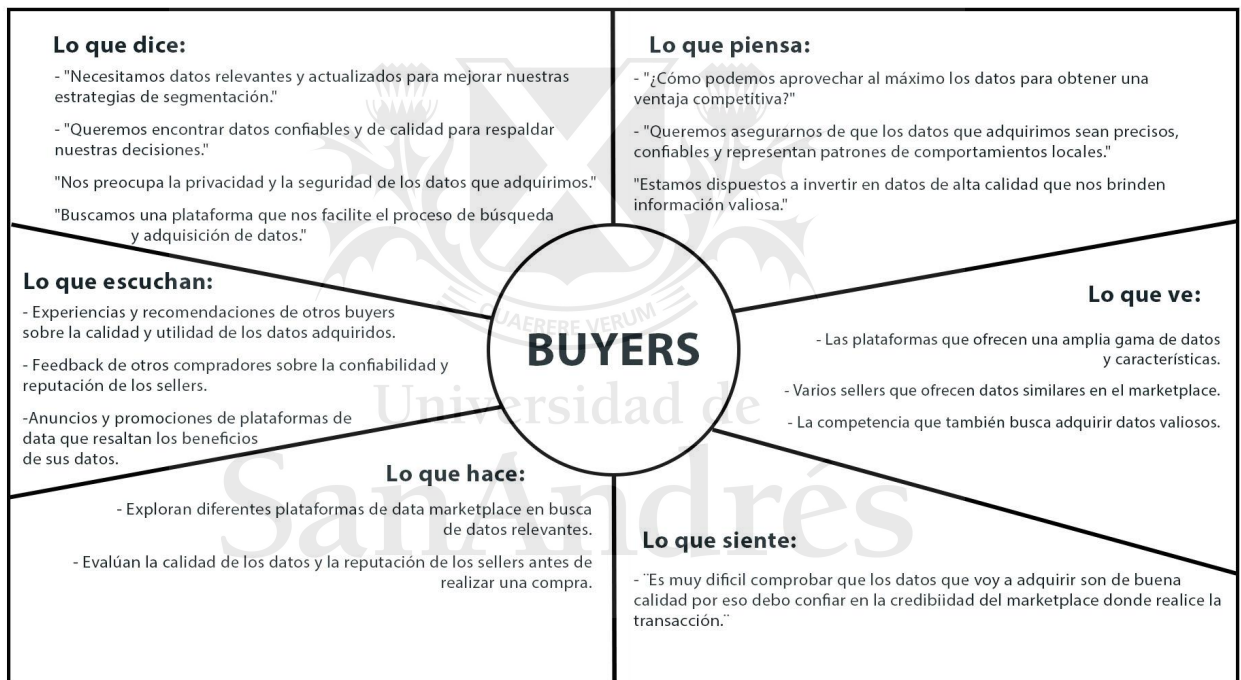 Lo que dice:
- "Necesitamos datos relevantes y actualizados para mejorar nuestras
estrategias de segmentación."
- "Queremos encontrar datos confiables y de calidad para respaldar
nuestras decisiones."
"Nos preocupa la privacidad y la seguridad de los datos que adquirimos."
"Buscamos una plataforma que nos facilite el proceso de búsqueda
y adquisición de datos."
Lo que piensa:
- "¿Cómo podemos aprovechar al máximo los datos para obtener una
ventaja competitiva?"
- "Queremos asegurarnos de que los datos que adquirimos sean precisos,
confiables y representan patrones de comportamientos locales."
"Estamos dispuestos a invertir en datos de alta calidad que nos brinden
información valiosa."
Lo que escuchan:
- Experiencias y recomendaciones de otros buyers
sobre la calidad y utilidad de los datos adquiridos.
- Feedback de otros compradores sobre la confiabilidad y
reputación de los sellers.
-Anuncios y promociones de plataformas de
data que resaltan los beneficios
de sus datos.
QUAERERE VERUM
BUYERS
Universidad de
SanAndrés
Lo que ve:
- Las plataformas que ofrecen una amplia gama de datos
y características.
- Varios sellers que ofrecen datos similares en el marketplace.
- La competencia que también busca adquirir datos valiosos.
Lo que hace:
- Exploran diferentes plataformas de data marketplace en busca
de datos relevantes.
- Evalúan la calidad de los datos y la reputación de los sellers antes de
realizar una compra.
Lo que siente:
- ¨Es muy dificil comprobar que los datos que voy a adquirir son de buena
calidad por eso debo confiar en la credibiidad del marketplace donde realice la
transacción.¨